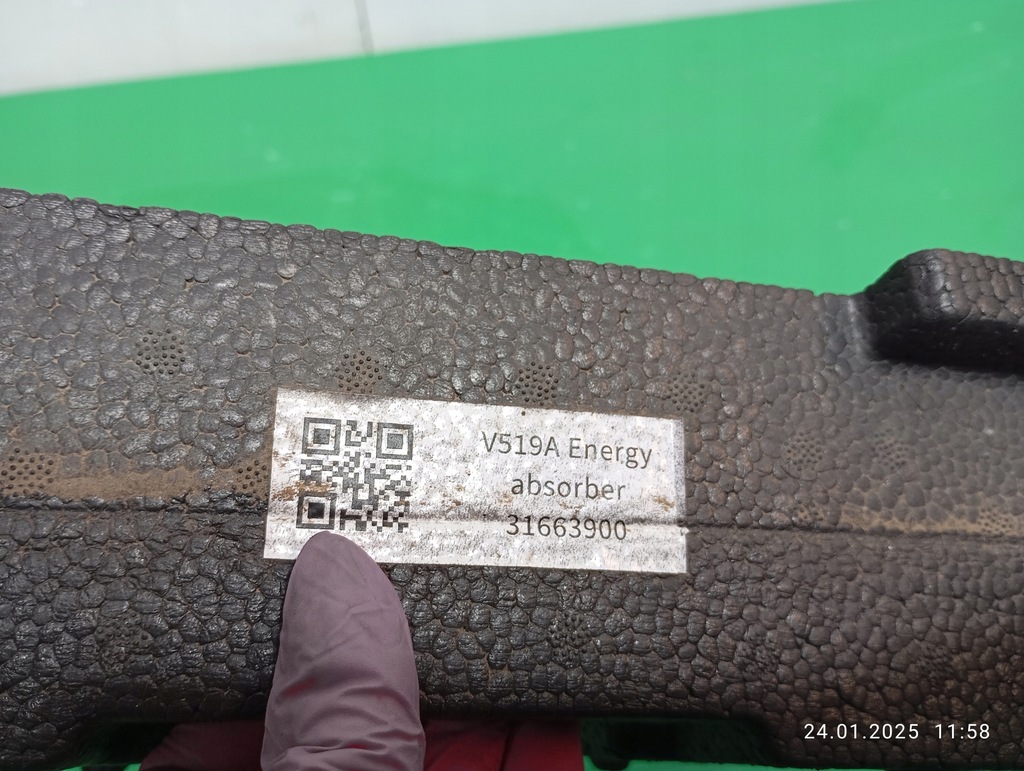 V519A Energy
absorber
31663900
24.01.2025 11:58